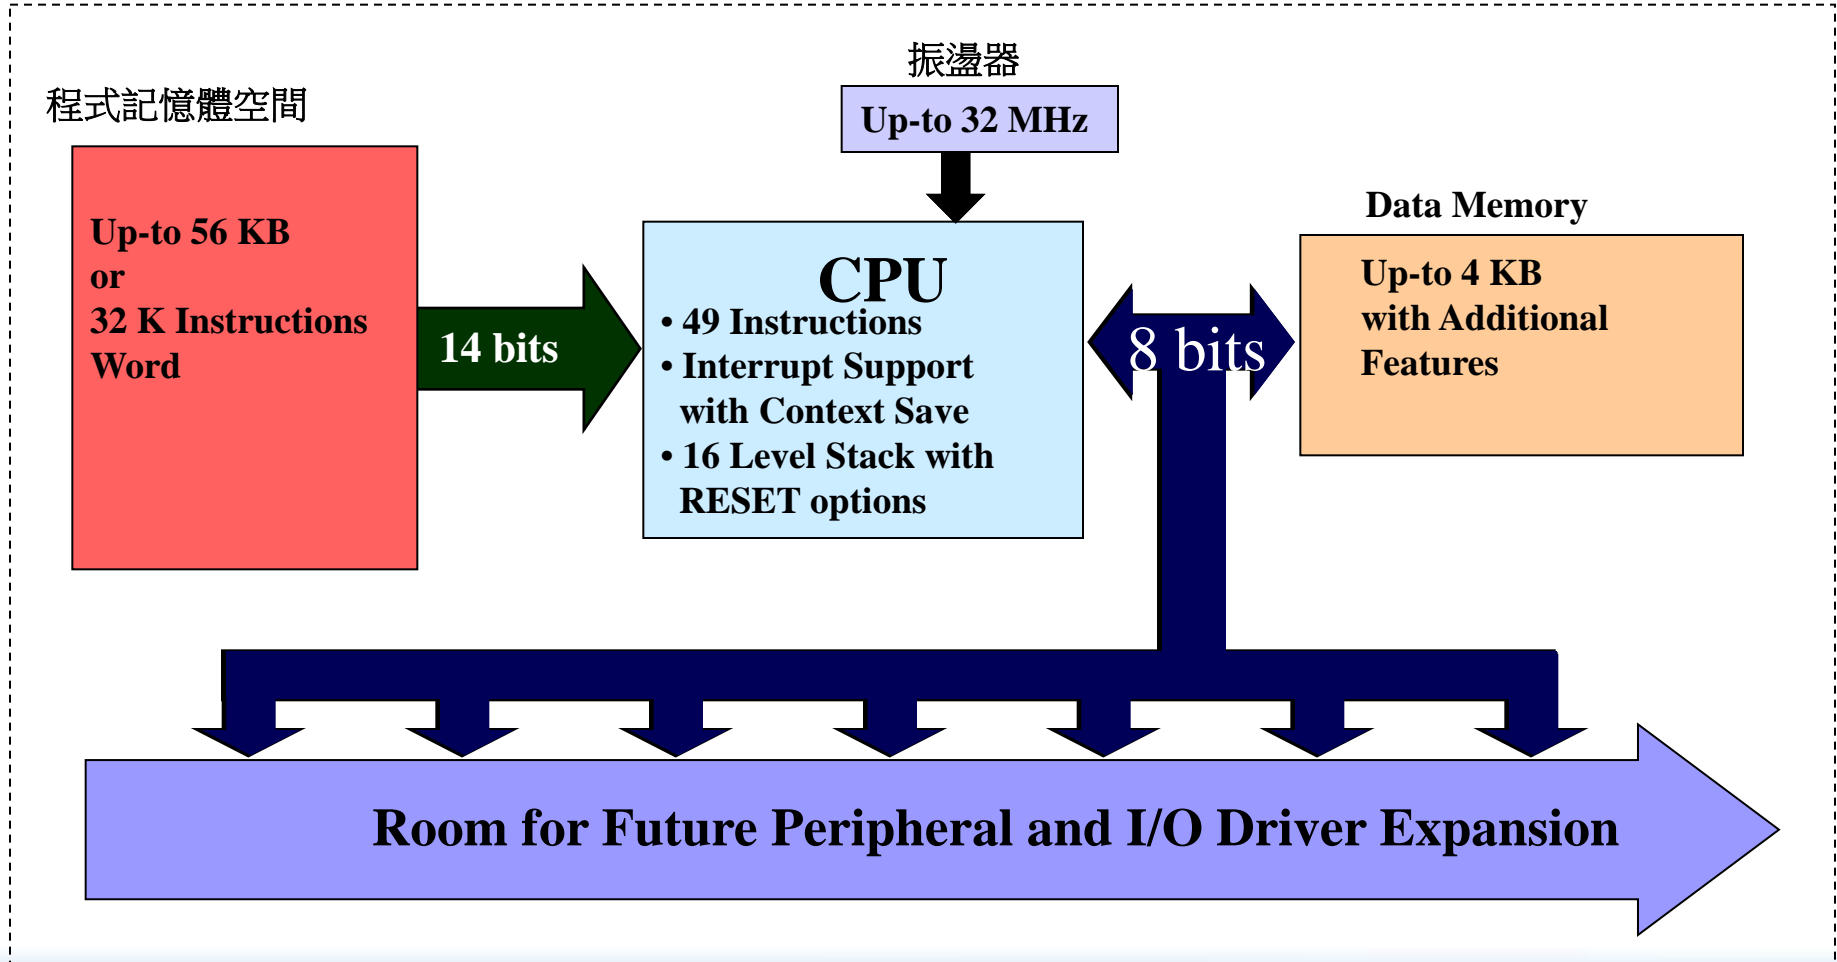 振盪器
Up-to 32 MHz
程式記憶體空間
Up-to 56 KB
or
32 K Instructions
Word
14 bits
CPU
• 49 Instructions
• Interrupt Support
with Context Save
• 16 Level Stack with
RESET options
8 bits
Data Memory
Up-to 4 KB
with Additional
Features
Room for Future Peripheral and I/O Driver Expansion